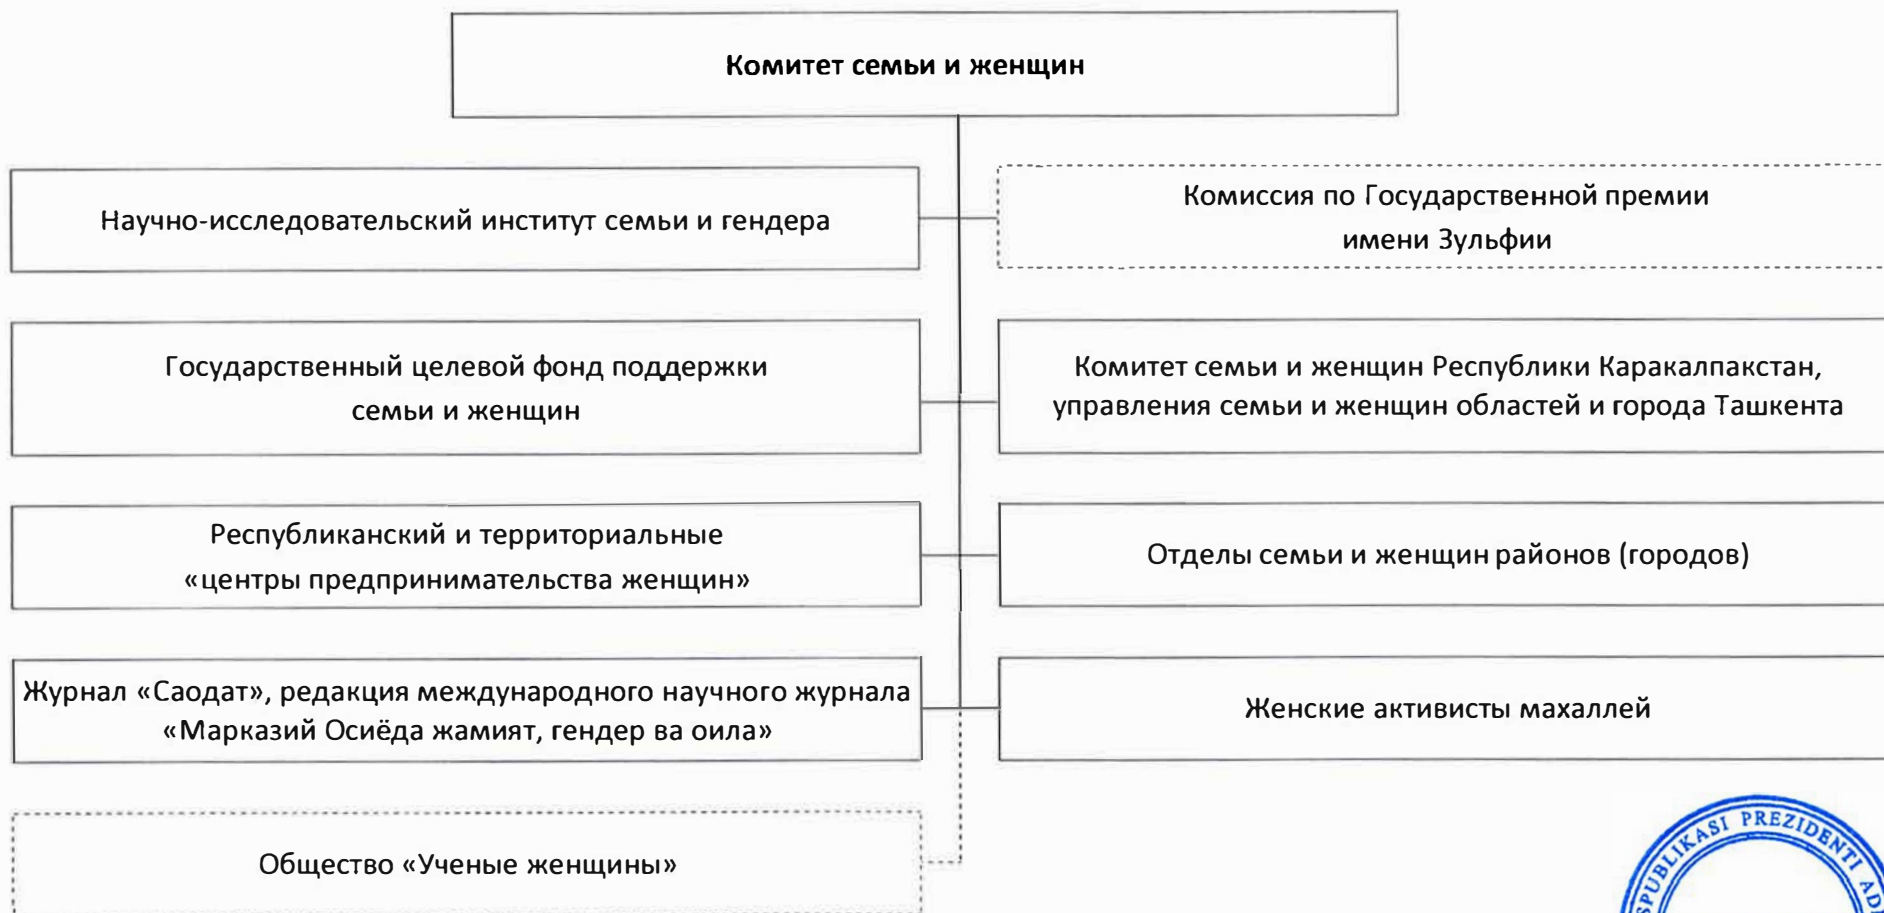 Комитет семьи и женщин
Научно-исследовательский институт семьи и гендера
Комиссия по Государственной премии
имени Зульфии
Государственный целевой фонд поддержки
семьи и женщин
Комитет семьи и женщин Республики Каракалпакстан,
управления семьи и женщин областей и города Ташкента
Республиканский и территориальные
«центры предпринимательства женщин»
Отделы семьи и женщин районов (городов)
Журнал «Саодат», редакция международного научного журнала
«Марказий Осиёда жамият, гендер ва оила»
Женские активисты махаллей
Общество «Ученые женщины»
PREZIDENTI